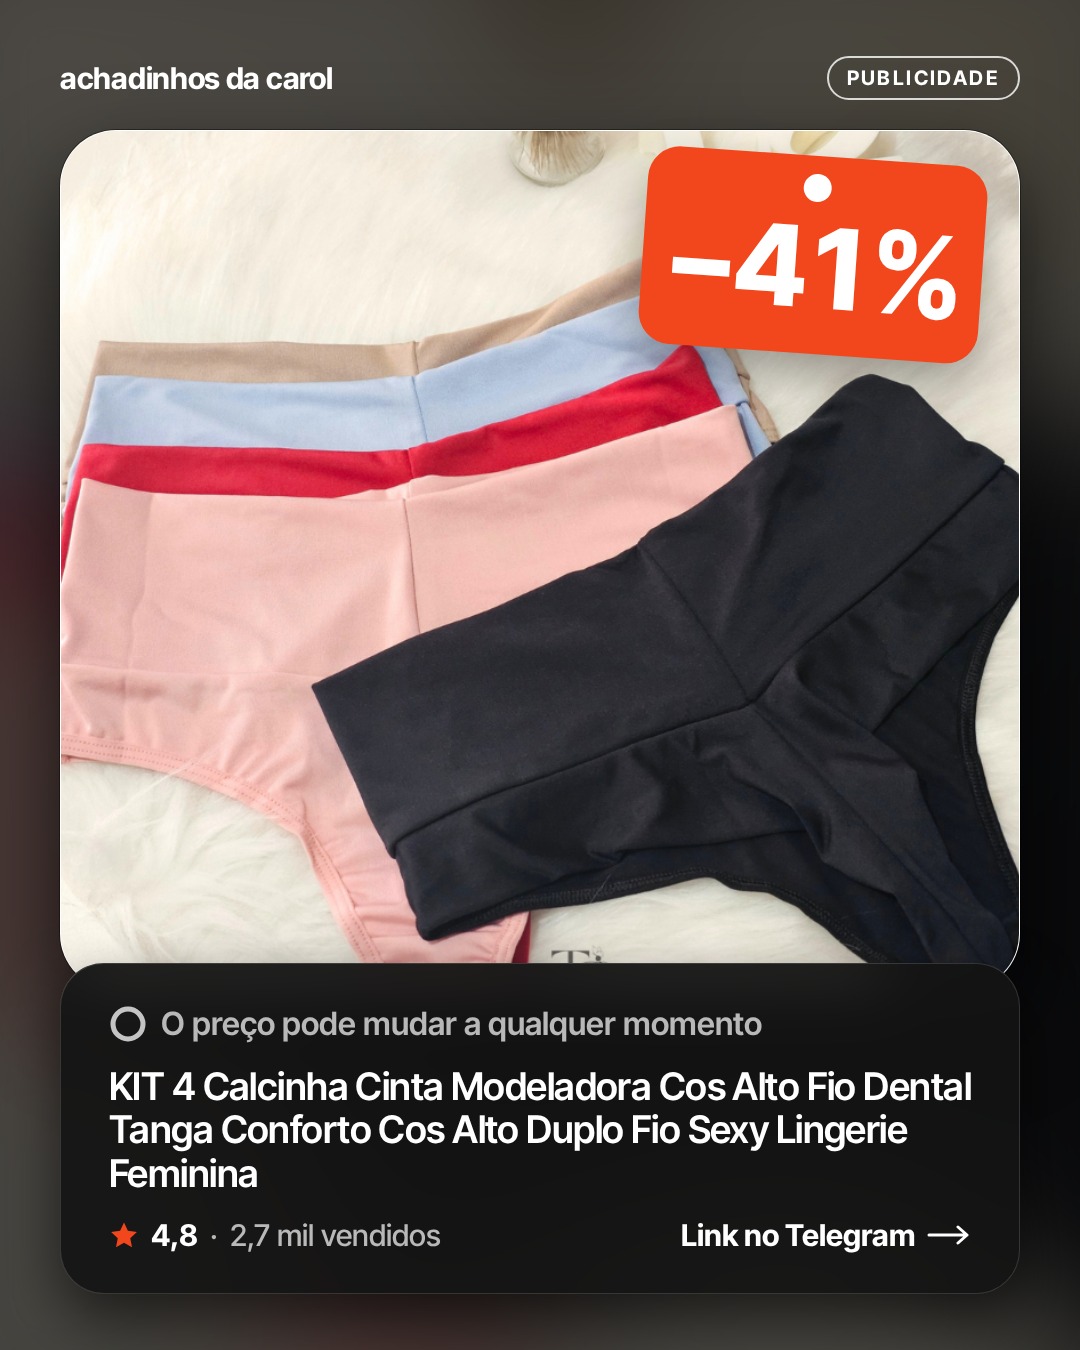 achadinhos da carol
PUBLICIDADE
–41%
O preço pode mudar a qualquer momento
KIT 4 Calcinha Cinta Modeladora Cos Alto Fio Dental
Tanga Conforto Cos Alto Duplo Fio Sexy Lingerie
Feminina
4,8 · 2,7 mil vendidos
Link no Telegram →